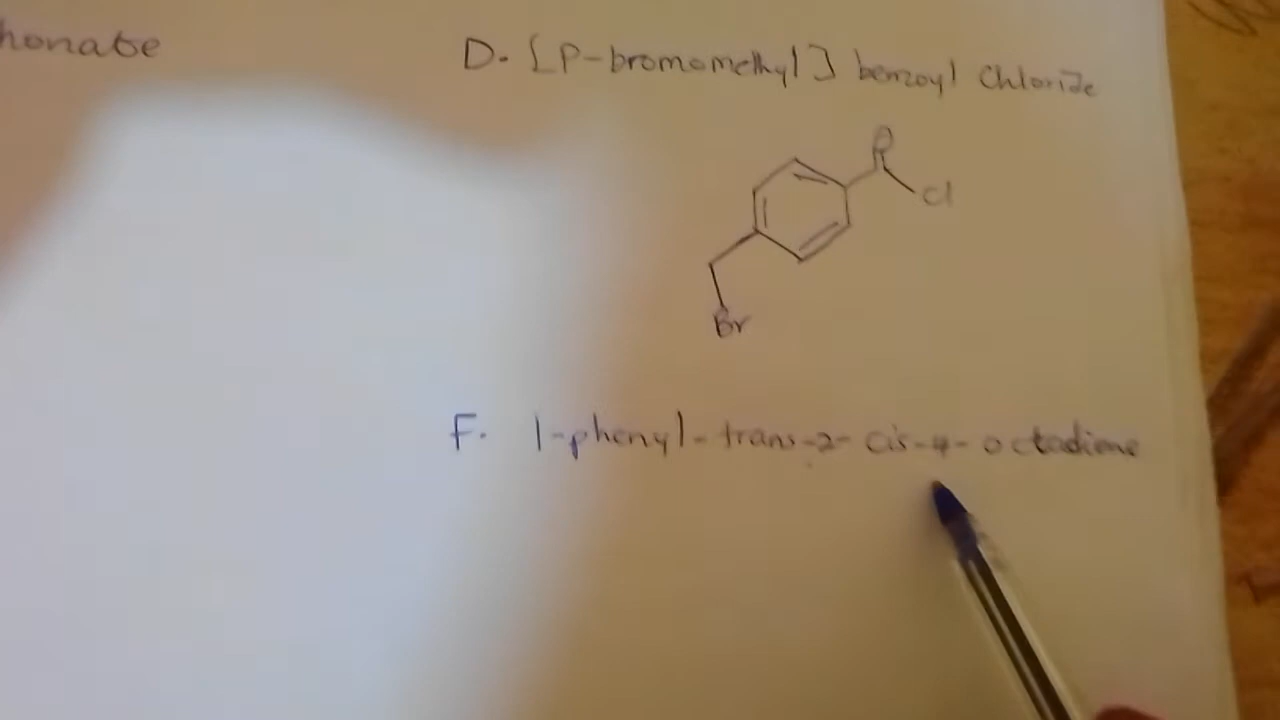 honate
D. [P-bromomethyl] benzoyl Chloride
O
Cl
Br
F. 1-phenyl-trans-2-cis-4-octadiene